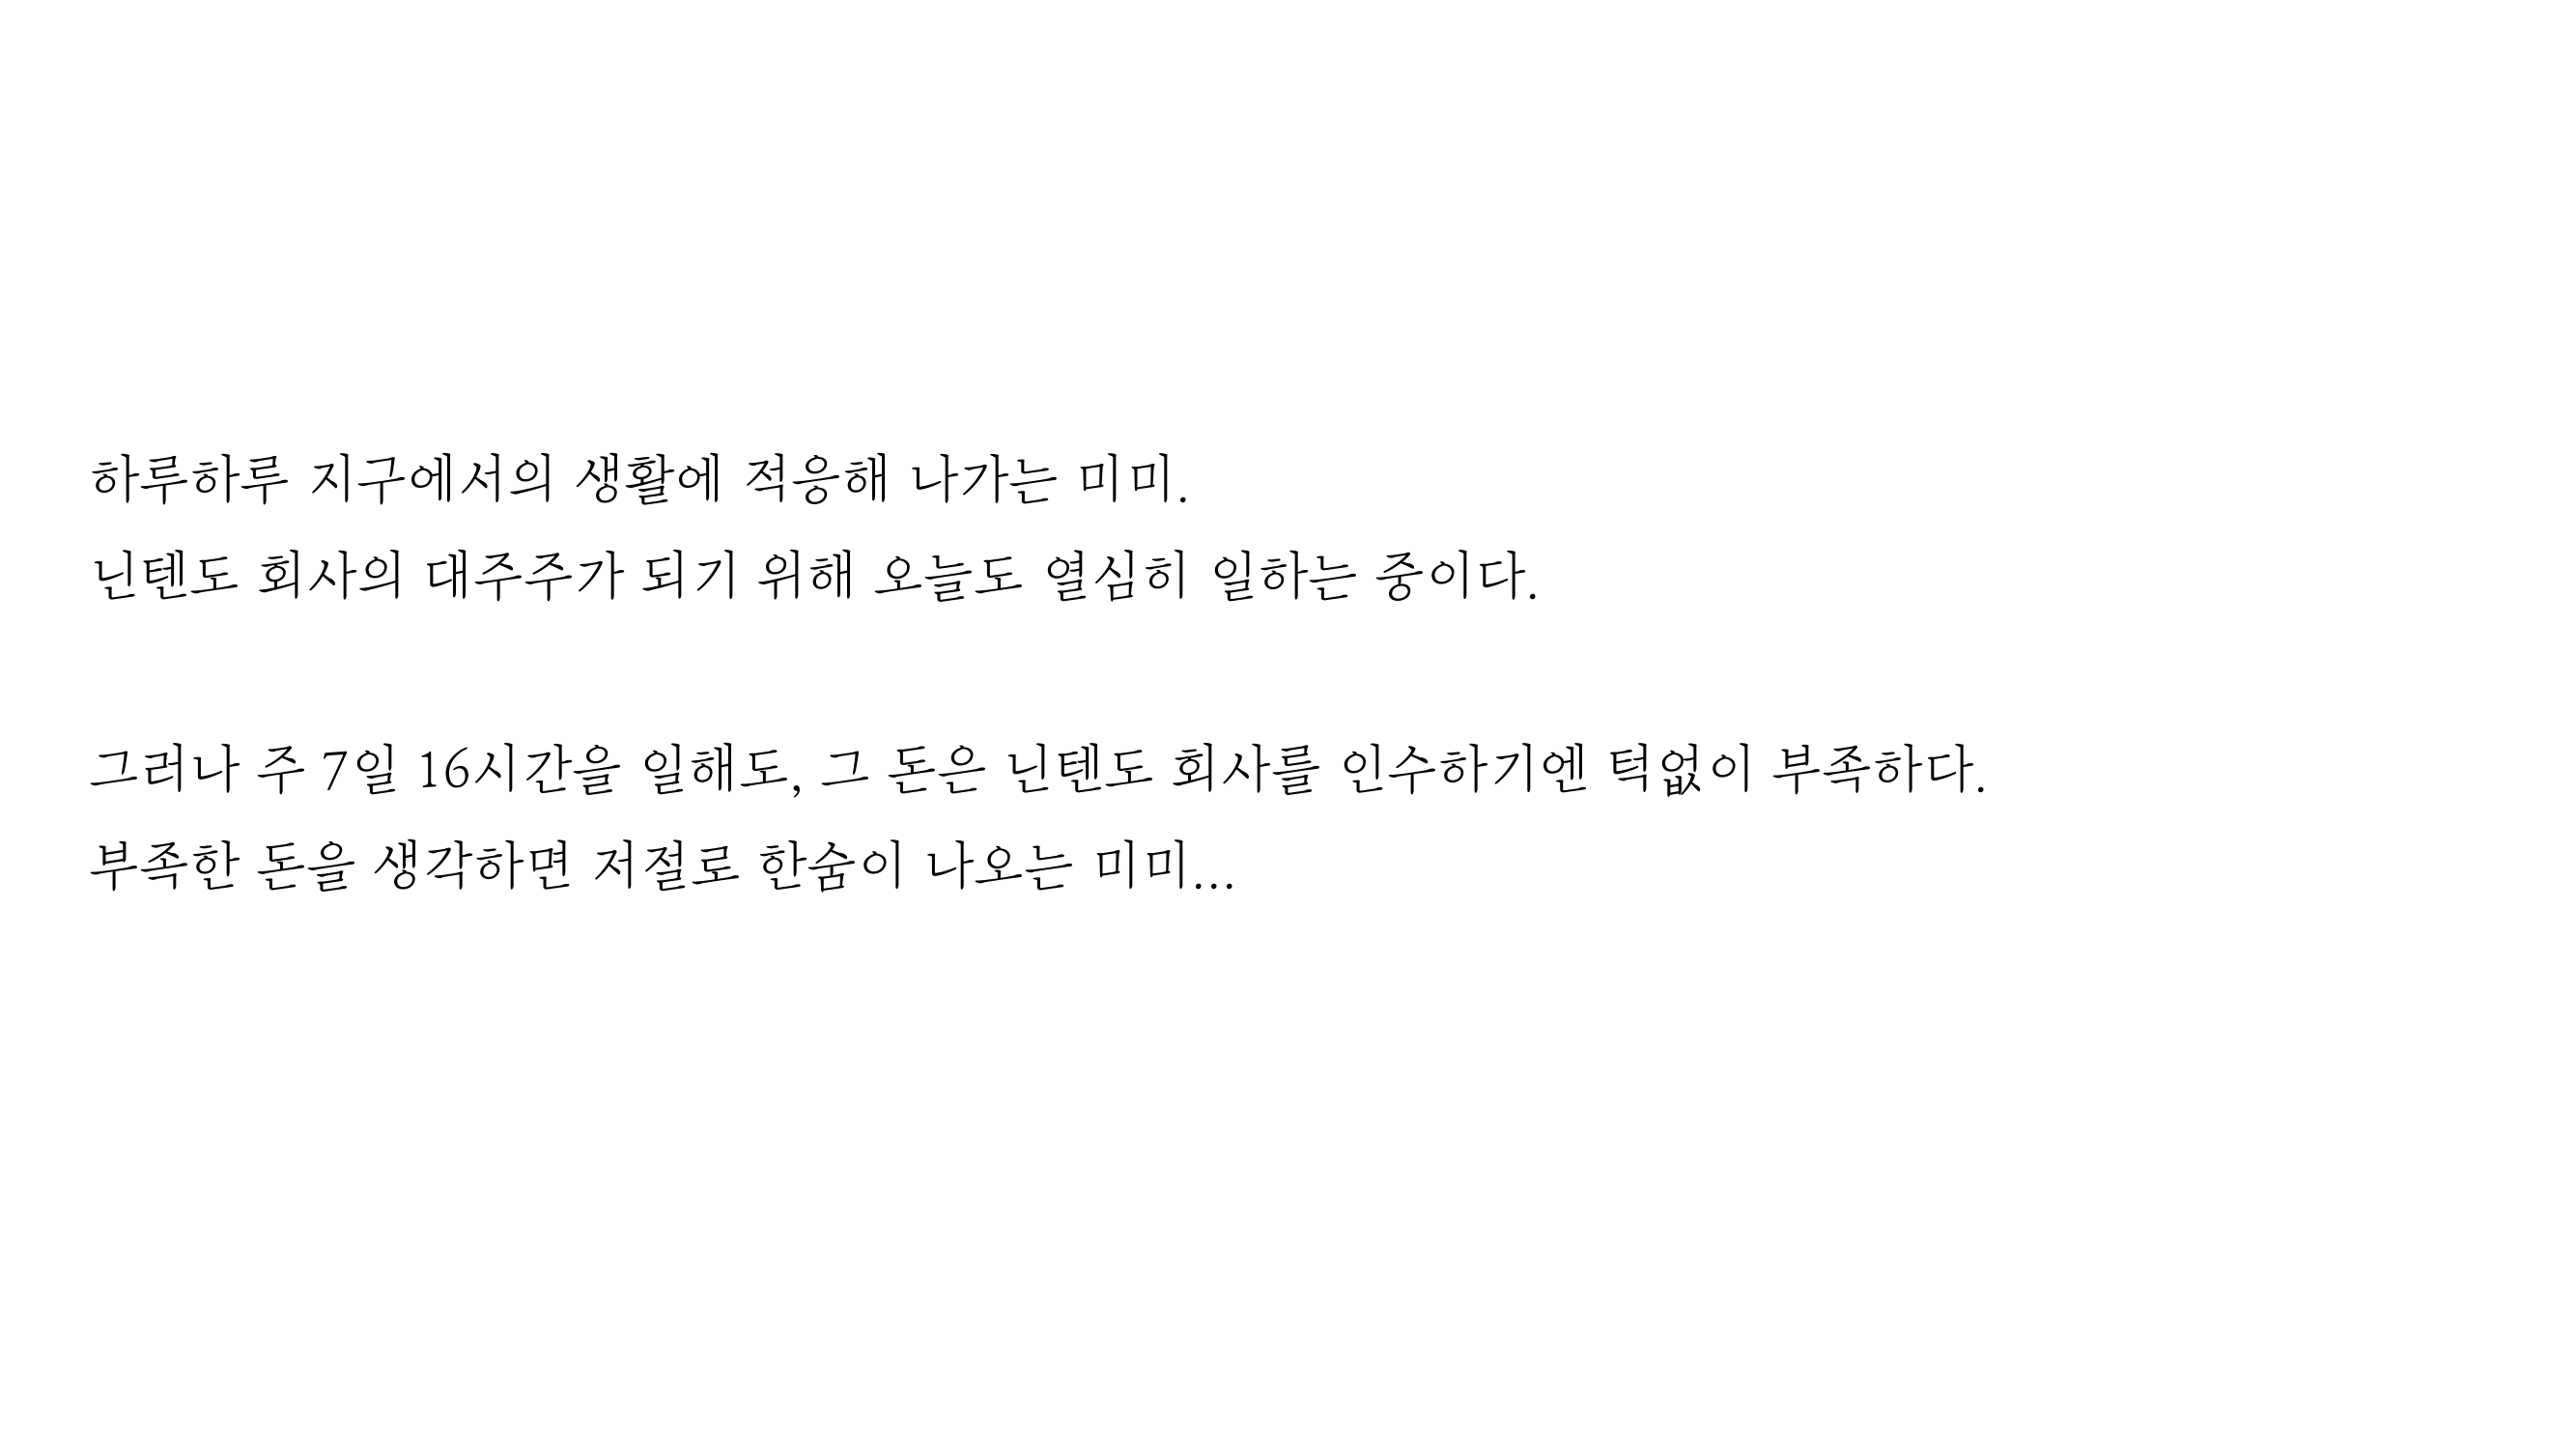 하루하루 지구에서의 생활에 적응해 나가는 미미.
닌텐도 회사의 대주주가 되기 위해 오늘도 열심히 일하는 중이다.
그러나 주 7일 16시간을 일해도, 그 돈은 닌텐도 회사를 인수하기엔 턱없이 부족하다.
부족한 돈을 생각하면 저절로 한숨이 나오는 미미...